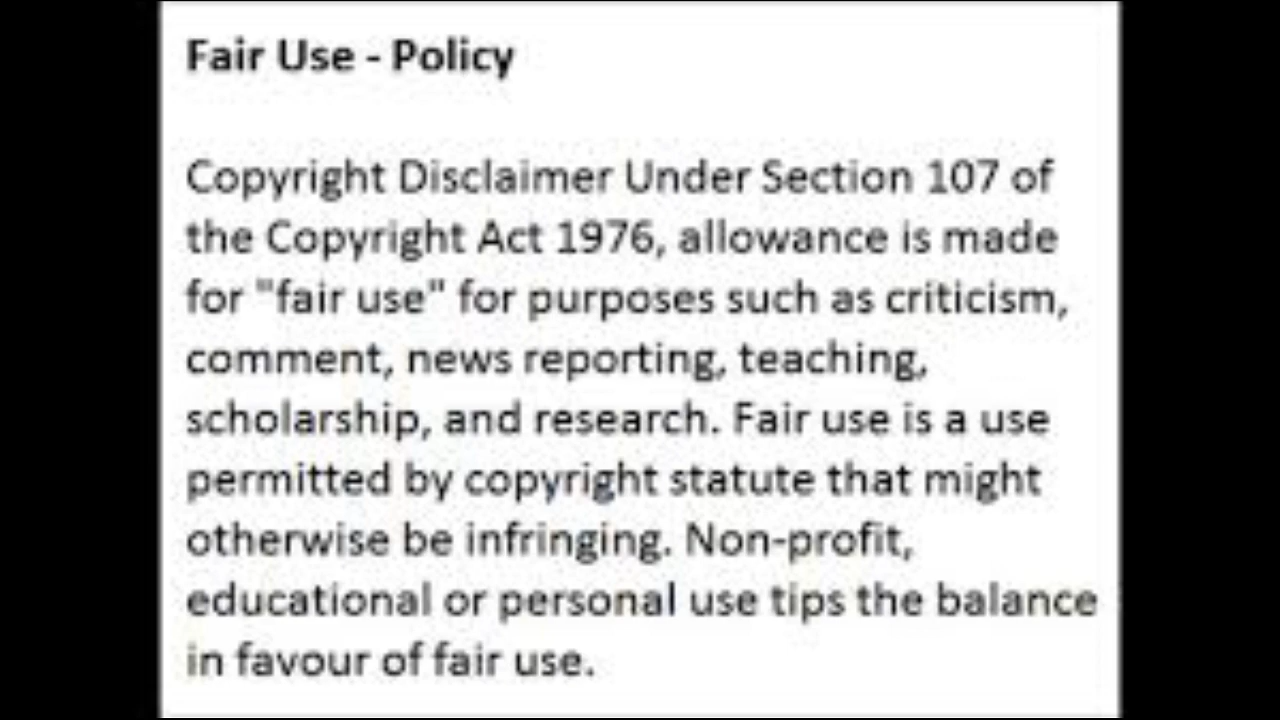 Fair Use - Policy
Copyright Disclaimer Under Section 107 of
the Copyright Act 1976, allowance is made
for "fair use" for purposes such as criticism,
comment, news reporting, teaching,
scholarship, and research. Fair use is a use
permitted by copyright statute that might
otherwise be infringing. Non-profit,
educational or personal use tips the balance
in favour of fair use.